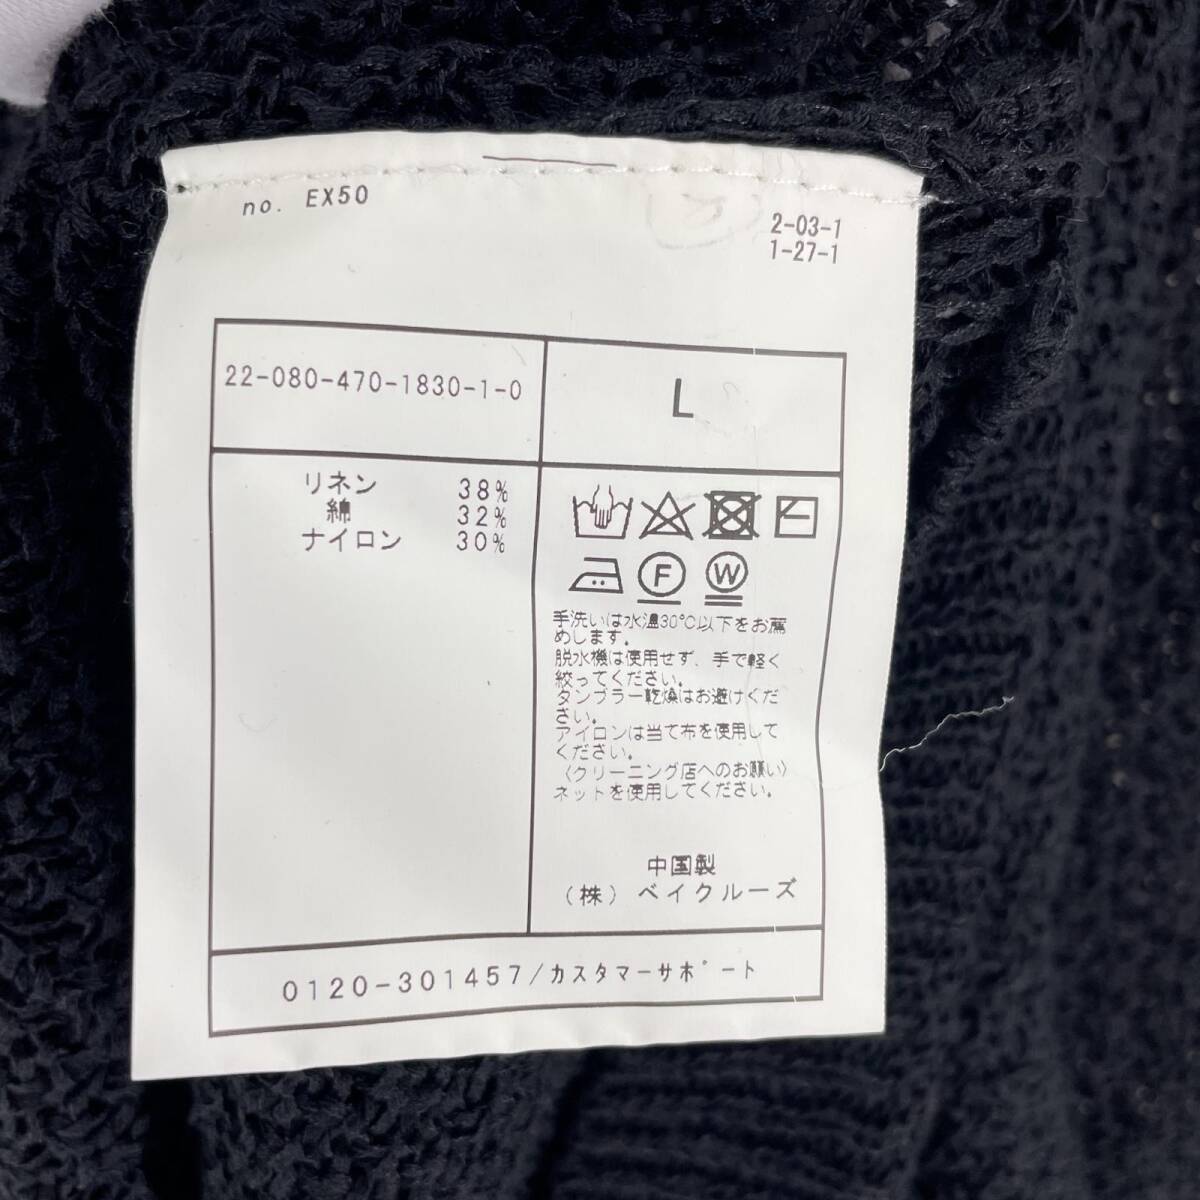 no. EX50
2-03-1
1-27-1
22-080-470-1830-1-0
L
リネン 38%
綿 32%
ナイロン 30%
F
W
手洗いは水温30℃以下をお薦
めします。
脱水機は使用せず、手で軽く
絞ってください。
タンブラー乾燥はお避けくだ
さい。
アイロンは当て布を使用して
ください。
〈クリーニング店へのお願い〉
ネットを使用してください。
中国製
(株) ベイクルーズ
0120-301457/カスタマーサポート